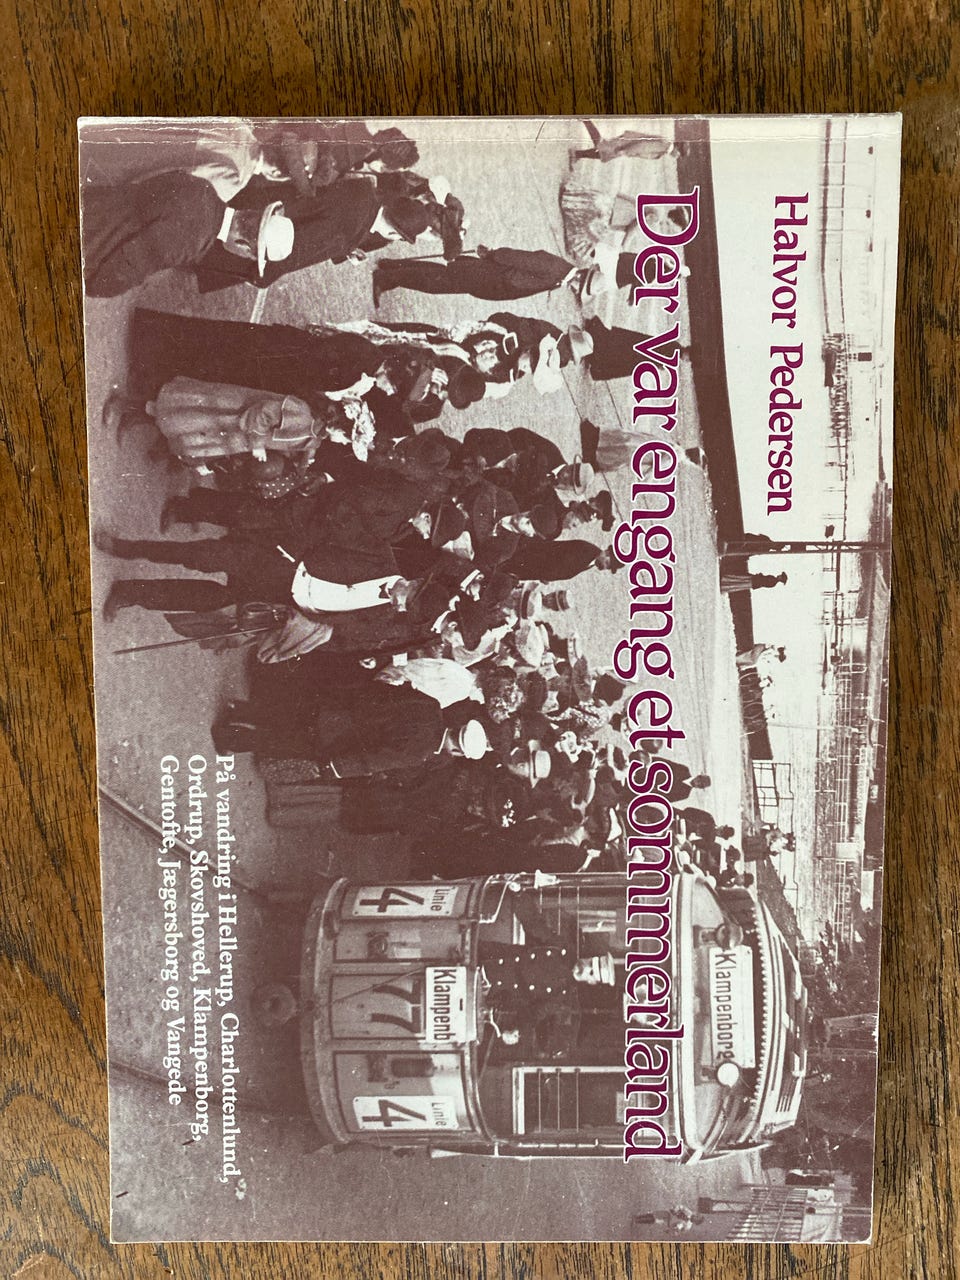 Halvor Pedersen
Der var engang et sommerland
Klampenborg
Klampenb
Linie
4
77
Linie
4
På vandring i Hellerup, Charlottenlund,
Ordrup, Skovshoved, Klampenborg,
Gentofte, Jægersborg og Vangede